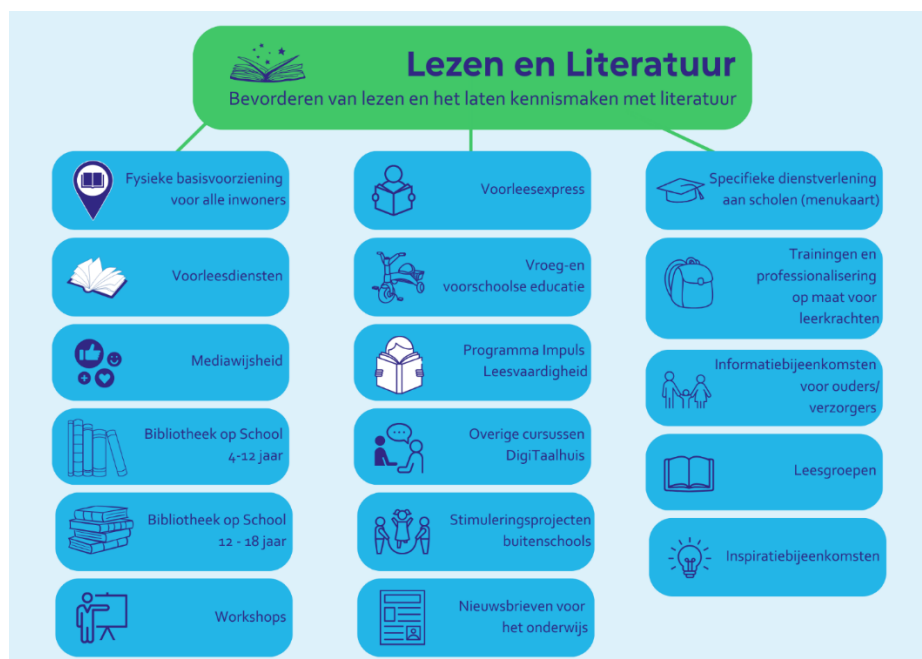 Lezen en Literatuur
Bevorderen van lezen en het laten kennismaken met literatuur
Fysieke basisvoorziening
voor alle inwoners
Voorleesdiensten
Mediawijsheid
Bibliotheek op School
4-12 jaar
Bibliotheek op School
12 - 18 jaar
Workshops
Voorleesexpress
Vroeg-en
voorschoolse educatie
Programma Impuls
Leesvaardigheid
Overige cursussen
DigiTaalhuis
Stimuleringsprojecten
buitenschools
Nieuwsbrieven voor
het onderwijs
Specifieke dienstverlening
aan scholen (menukaart)
Trainingen en
professionalisering
op maat voor
leerkrachten
Informatiebijeenkomsten
voor ouders/
verzorgers
Leesgroepen
Inspiratiebijeenkomsten